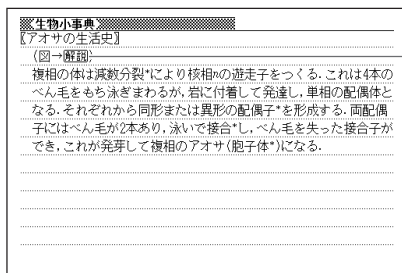 生物小事典
〖アオサの生活史〗
(図→解説)
複相の体は減数分裂*により核相nの遊走子をつくる. これは4本の
べん毛をもち泳ぎまわるが, 岩に付着して発達し, 単相の配偶体と
なる. それぞれから同形または異形の配偶子*を形成する. 両配偶
子にはべん毛が2本あり, 泳いで接合*し, べん毛を失った接合子が
でき, これが発芽して複相のアオサ(胞子体*)になる.